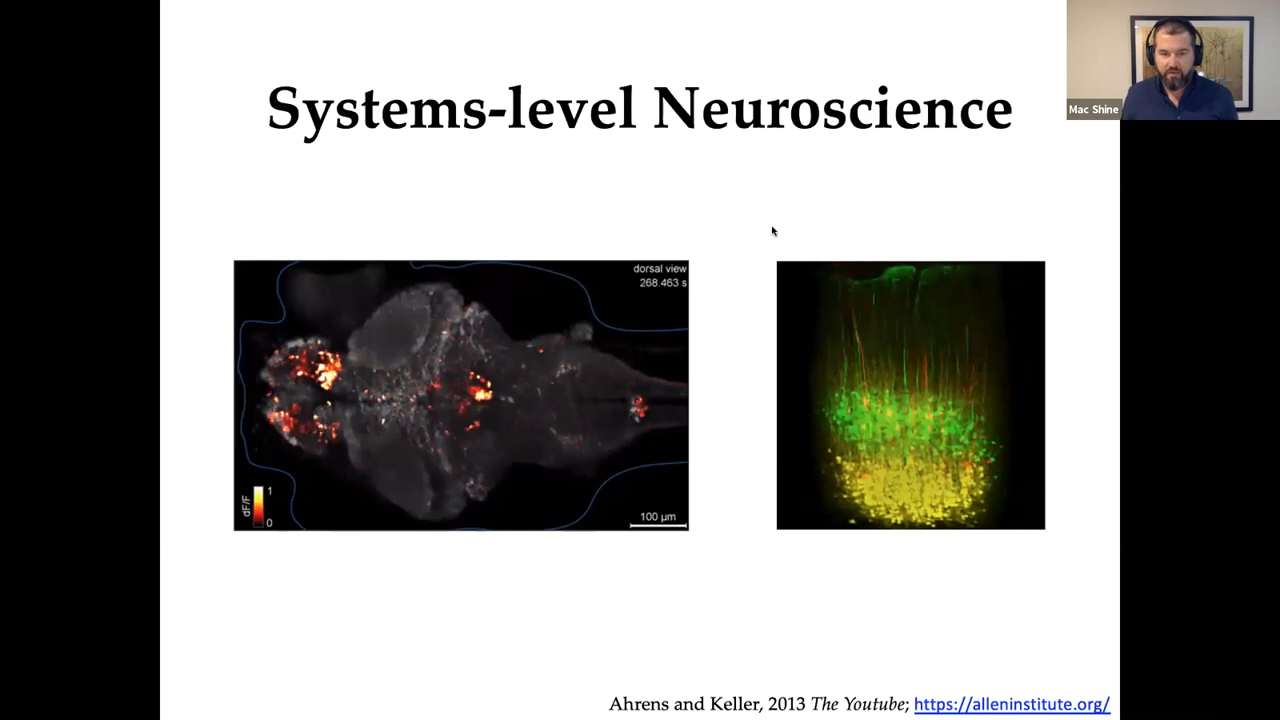 Systems-level Neuroscience
Mac Shine
dorsal view
268.463 s
dF/F
1
0
100 µm
Ahrens and Keller, 2013 The Youtube; https://alleninstitute.org/